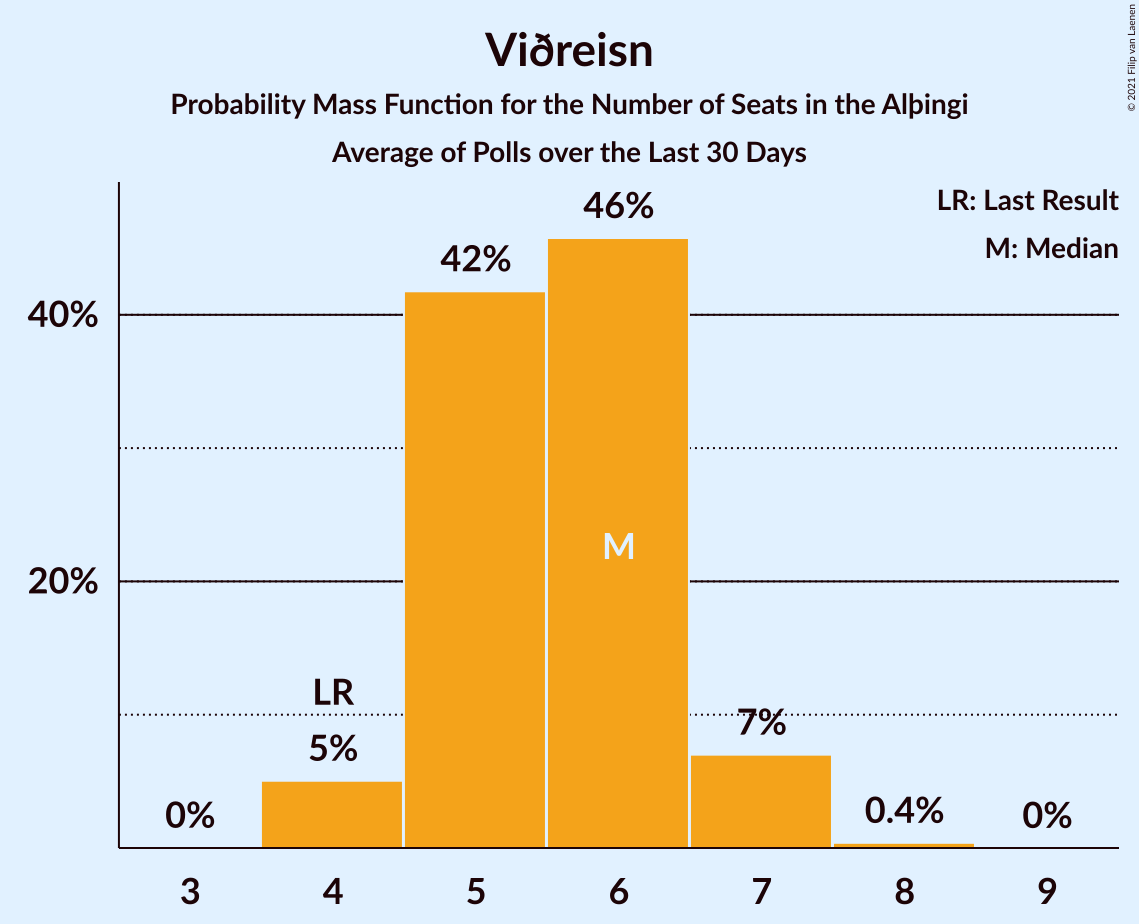 Viðreisn
Probability Mass Function for the Number of Seats in the Alþingi
Average of Polls over the Last 30 Days
© 2021 Filip van Laenen
LR: Last Result
M: Median
46%
42%
40%
M
20%
LR
7%
5%
0%
0.4%
0%
3 4 5 6 7 8 9